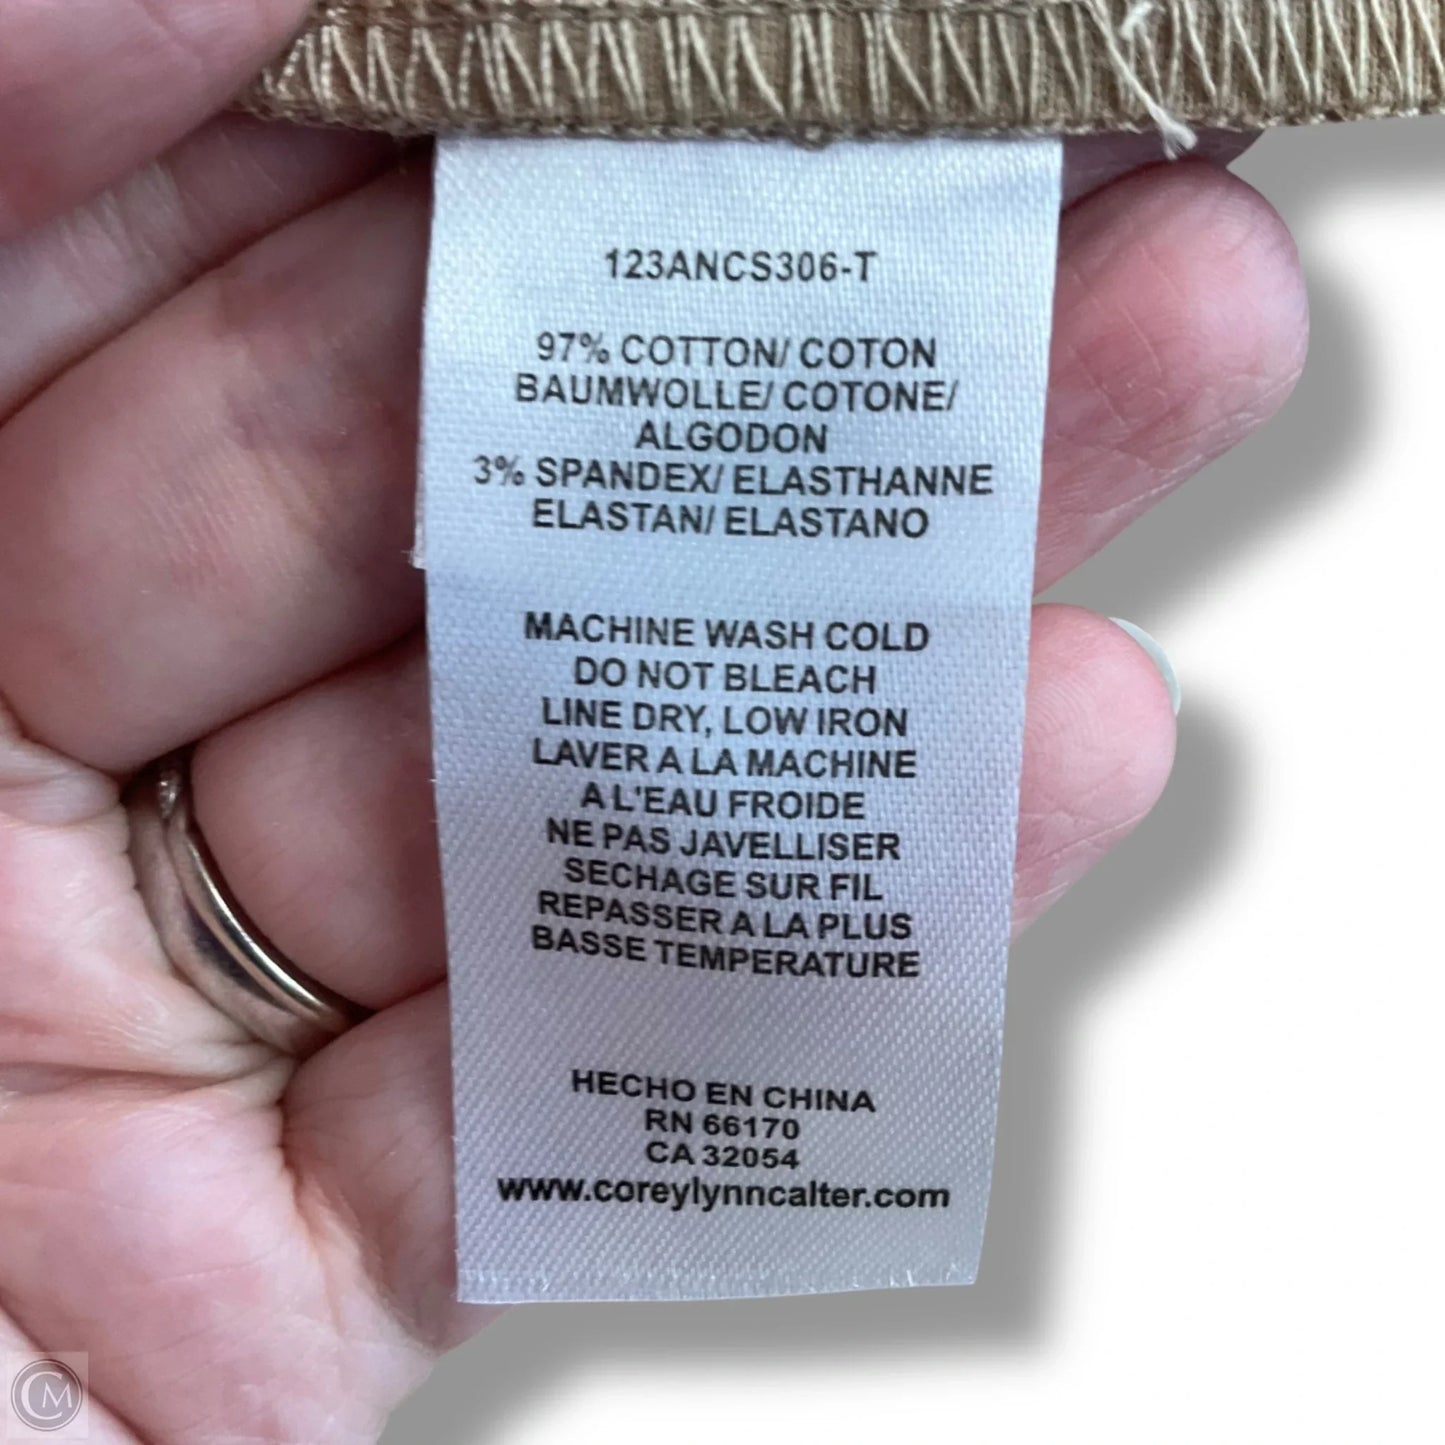 123ANCS306-T
97% COTTON/ COTON
BAUMWOLLE/ COTONE/
ALGODON
3% SPANDEX/ ELASTHANNE
ELASTAN/ ELASTANO
MACHINE WASH COLD
DO NOT BLEACH
LINE DRY, LOW IRON
LAVER A LA MACHINE
A L'EAU FROIDE
NE PAS JAVELLISER
SECHAGE SUR FIL
REPASSER A LA PLUS
BASSE TEMPERATURE
HECHO EN CHINA
RN 66170
CA 32054
www.coreylynncalter.com
CM